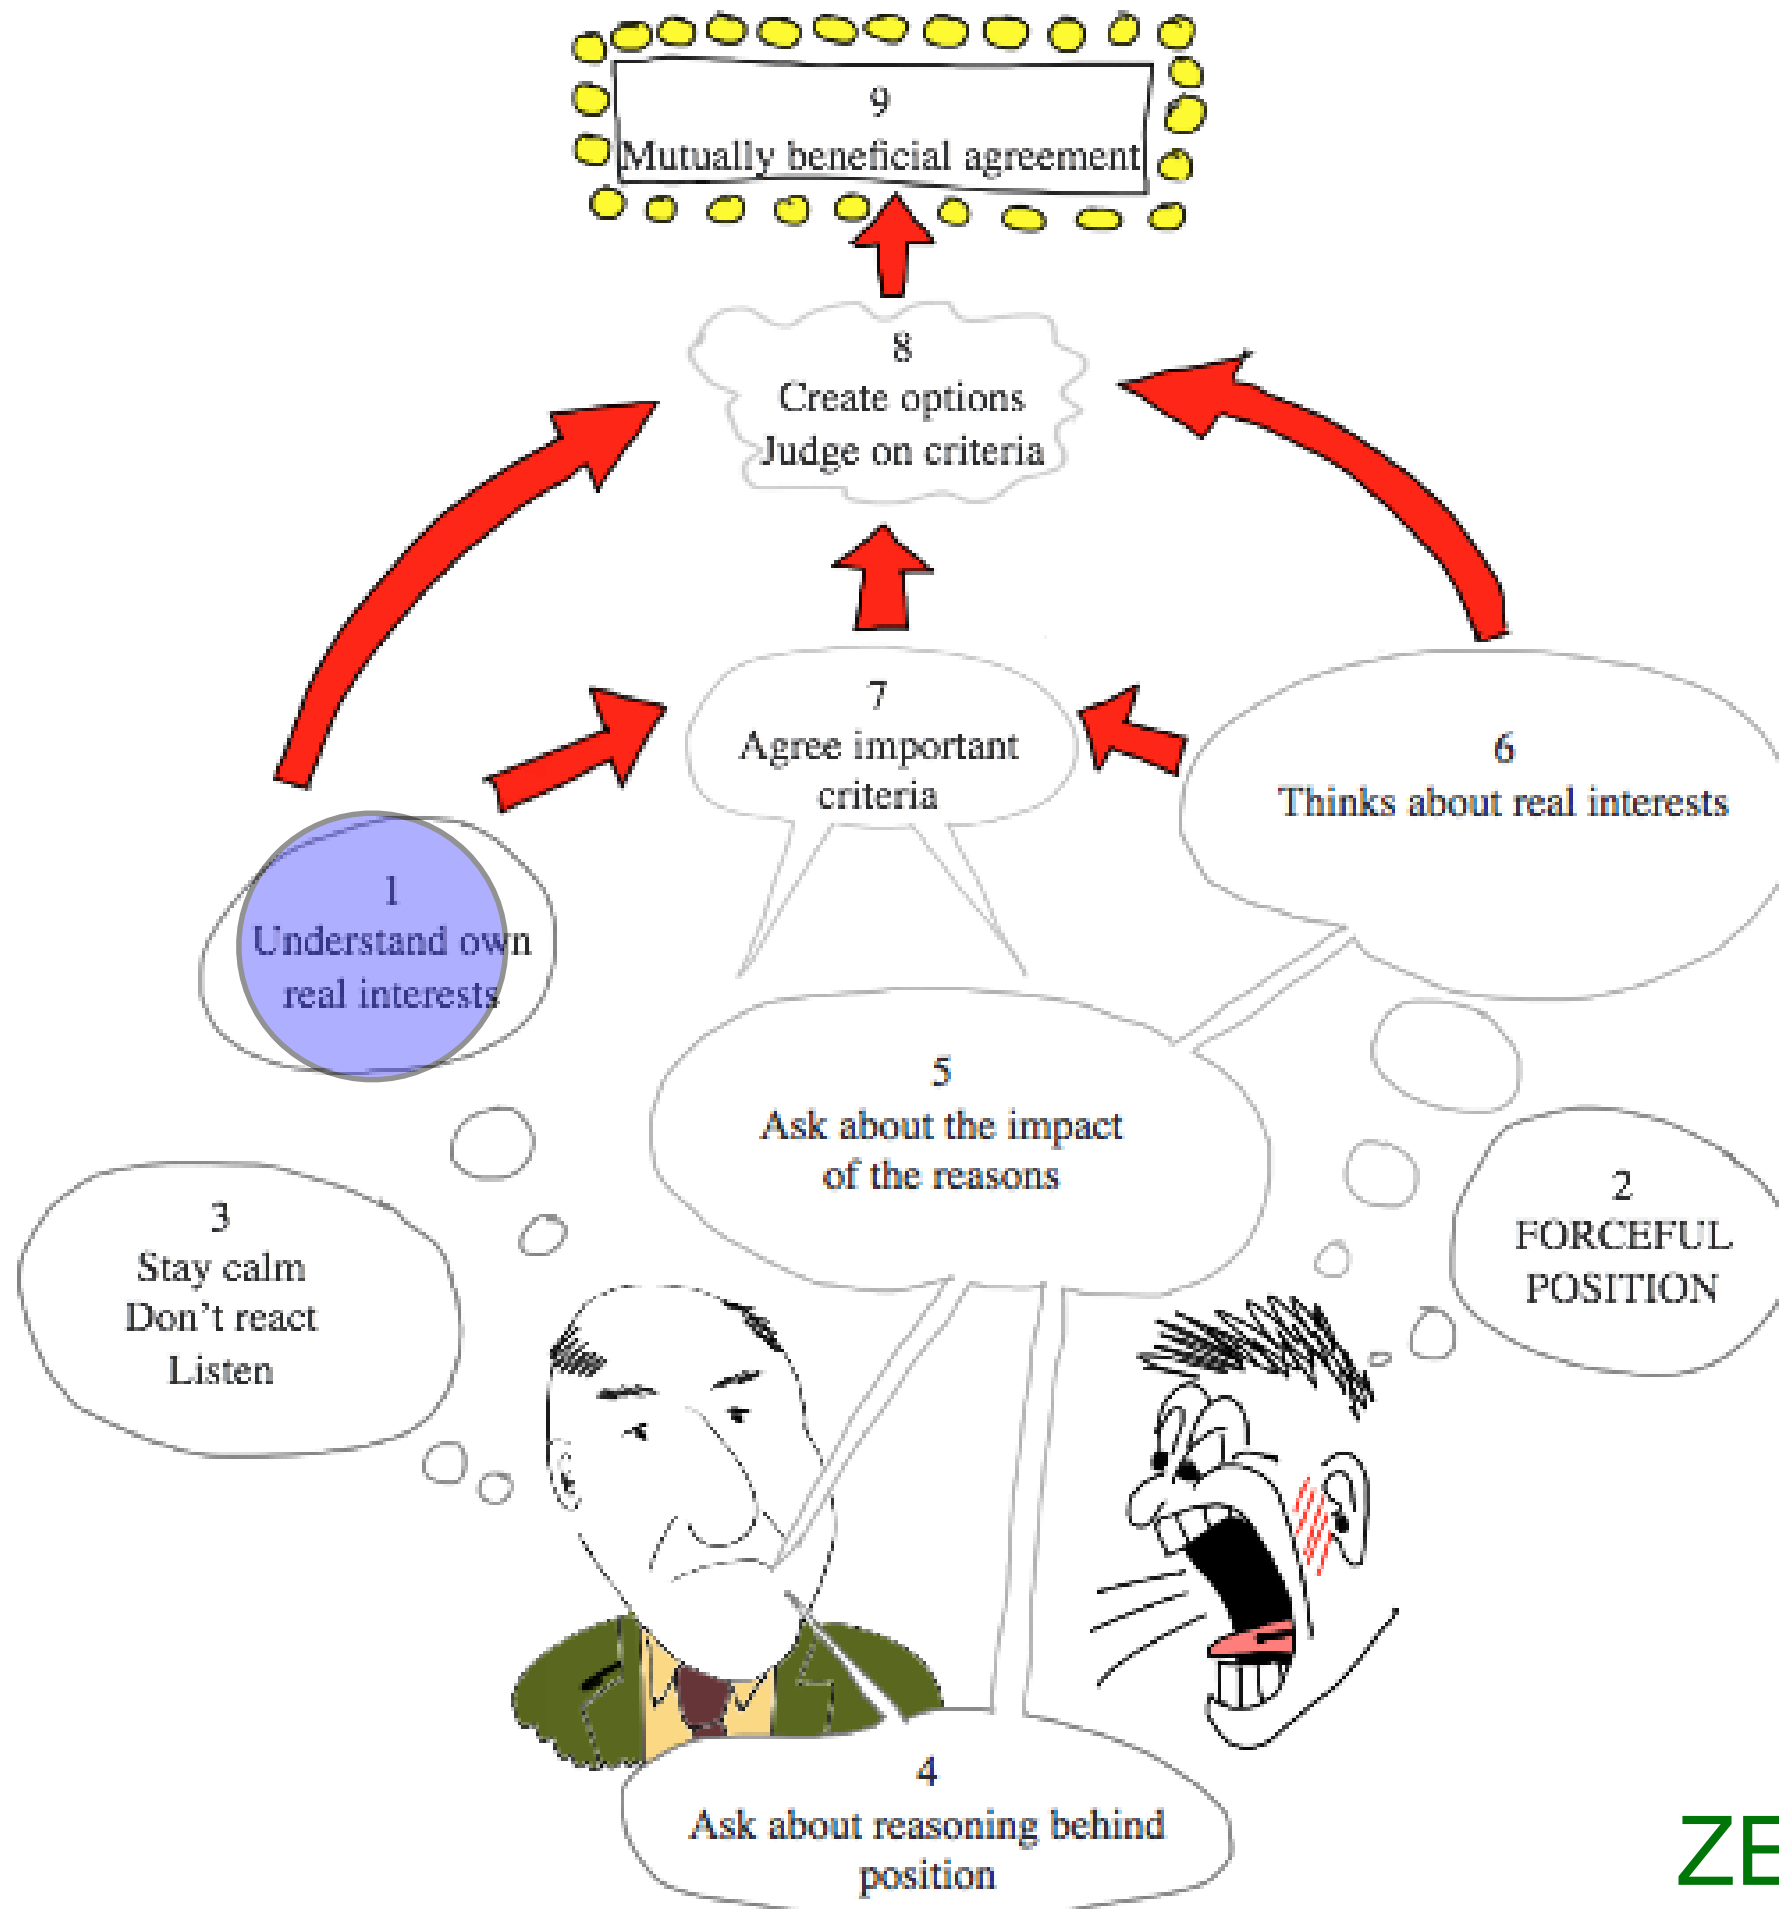 9
Mutually beneficial agreement
8
Create options
Judge on criteria
7
Agree important
criteria
6
Thinks about real interests
1
Understand own
real interests
5
Ask about the impact
of the reasons
3
Stay calm
Don't react
Listen
2
FORCEFUL
POSITION
4
Ask about reasoning behind
position
ZE